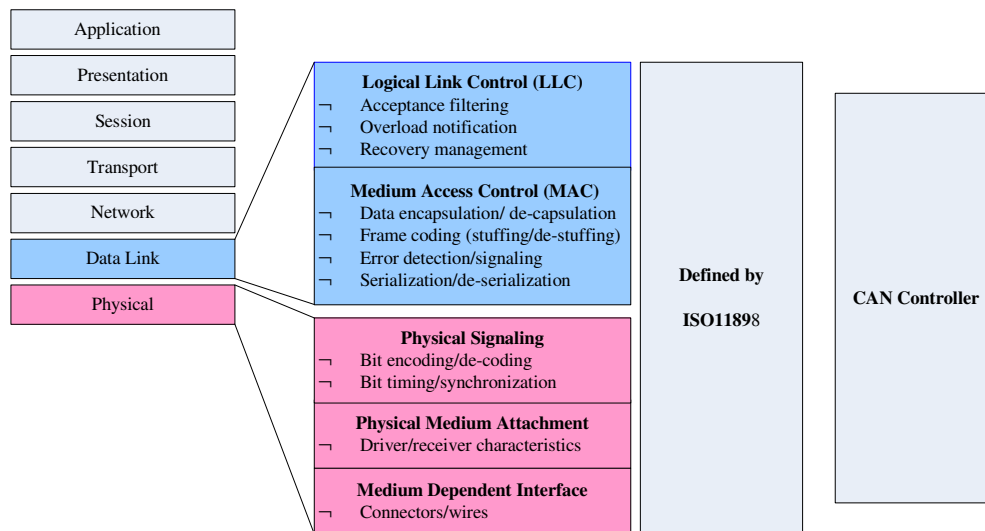 Application
Presentation
Session
Transport
Network
Data Link
Physical
Logical Link Control (LLC)
¬ Acceptance filtering
¬ Overload notification
¬ Recovery management
Medium Access Control (MAC)
¬ Data encapsulation/ de-capsulation
¬ Frame coding (stuffing/de-stuffing)
¬ Error detection/signaling
¬ Serialization/de-serialization
Physical Signaling
¬ Bit encoding/de-coding
¬ Bit timing/synchronization
Physical Medium Attachment
¬ Driver/receiver characteristics
Medium Dependent Interface
¬ Connectors/wires
Defined by
ISO11898
CAN Controller